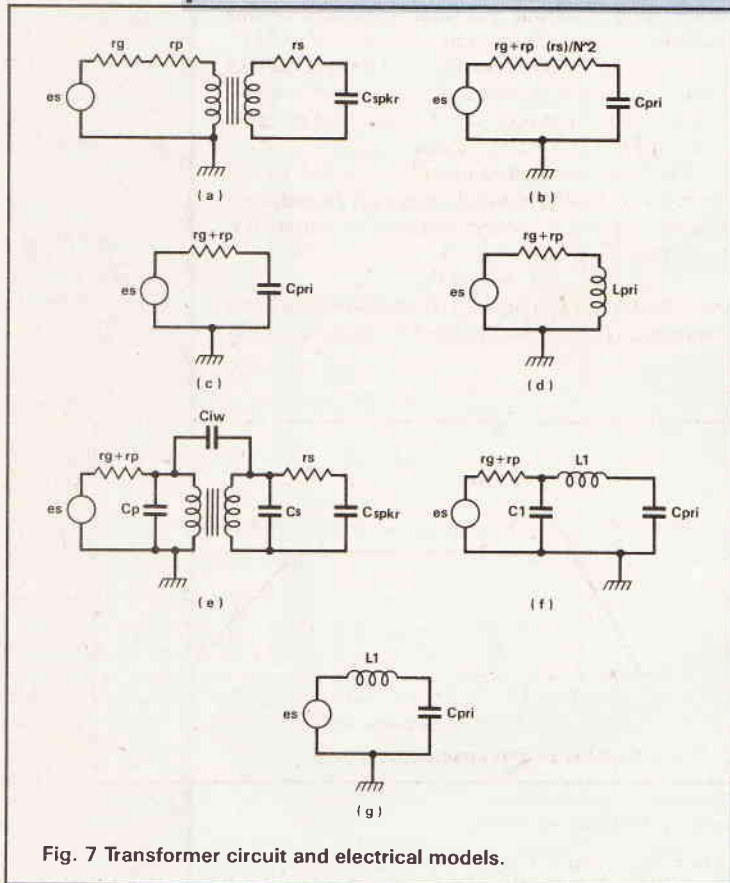 rg rp rs
es Cspkr
(a)
rg+rp (rs)/N^2
es Cpri
(b)
rg+rp
es Cpri
(c)
rg+rp
es Lpri
(d)
Ciw
rg+rp rs
es Cp Cs Cspkr
(e)
rg+rp L1
es C1 Cpri
(f)
L1
es Cpri
(g)
Fig. 7 Transformer circuit and electrical models.